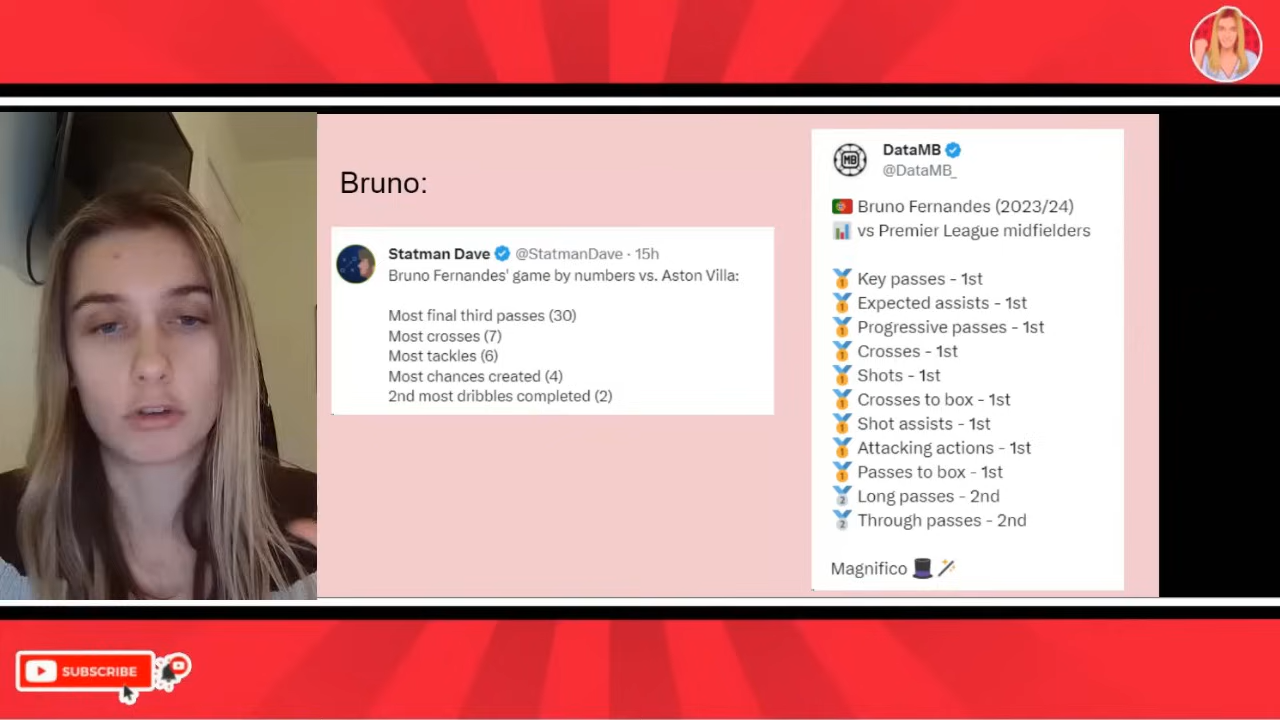 Bruno:
Statman Dave @StatmanDave · 15h
Bruno Fernandes' game by numbers vs. Aston Villa:
Most final third passes (30)
Most crosses (7)
Most tackles (6)
Most chances created (4)
2nd most dribbles completed (2)
MB
DataMB
@DataMB_
Bruno Fernandes (2023/24)
vs Premier League midfielders
Key passes - 1st
Expected assists - 1st
Progressive passes - 1st
Crosses - 1st
Shots - 1st
Crosses to box - 1st
Shot assists - 1st
Attacking actions - 1st
Passes to box - 1st
Long passes - 2nd
Through passes - 2nd
Magnifico
SUBSCRIBE